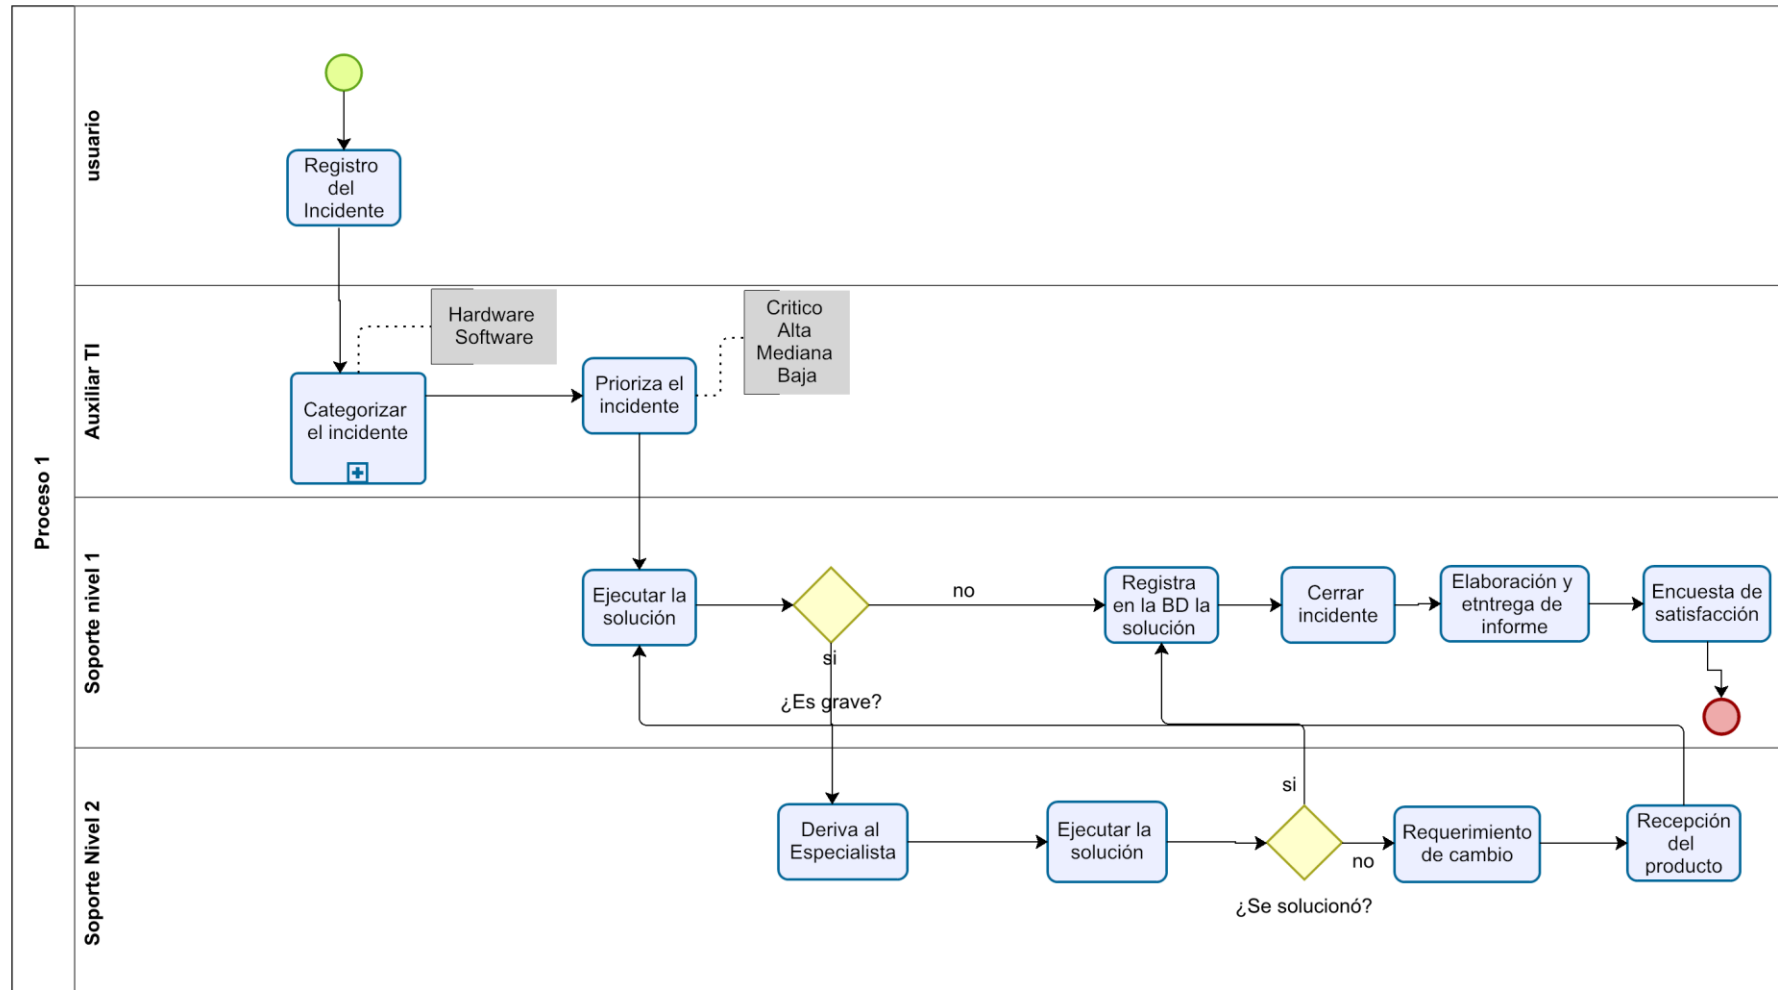 Proceso 1
usuario
Registro
del
Incidente
Auxiliar TI
Hardware
Software
Categorizar
el incidente
Prioriza el
incidente
Critico
Alta
Mediana
Baja
Soporte nivel 1
Ejecutar la
solución
no
si
¿Es grave?
Registra
en la BD la
solución
Cerrar
incidente
Elaboración y
etntrega de
informe
Encuesta de
satisfacción
Soporte Nivel 2
Deriva al
Especialista
Ejecutar la
solución
si
no
¿Se solucionó?
Requerimiento
de cambio
Recepción
del
producto